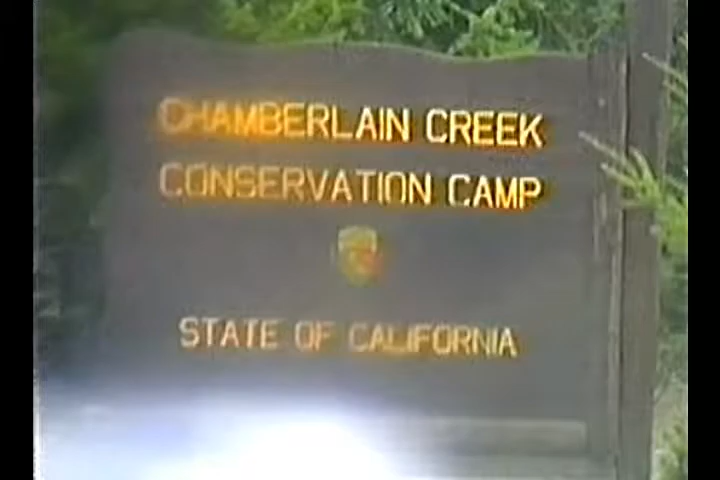 CHAMBERLAIN CREEK
CONSERVATION CAMP
STATE OF CALIFORNIA